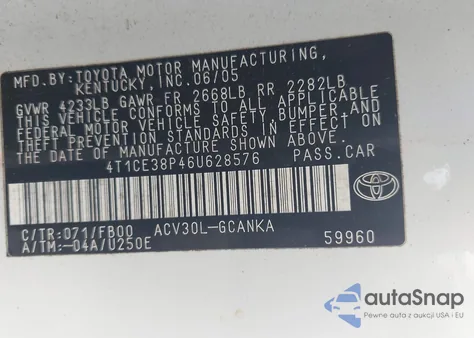 MFD.BY:TOYOTA MOTOR MANUFACTURING,
KENTUCKY, INC.06/05
GVWR 4233LB GAWR FR 2668LB RR 2282LB
THIS VEHICLE CONFORMS TO ALL APPLICABLE
FEDERAL MOTOR VEHICLE SAFETY, BUMPER, AND
THEFT PREVENTION STANDARDS IN EFFECT ON
THE DATE OF MANUFACTURE SHOWN ABOVE.
4T1CE38P46U628576 PASS.CAR
TOYOTA
C/TR:071/FB00 ACV30L-GCANKA
A/TM:-04A/U250E 59960
autoSnap
Pewne auta z aukcji USA i EU